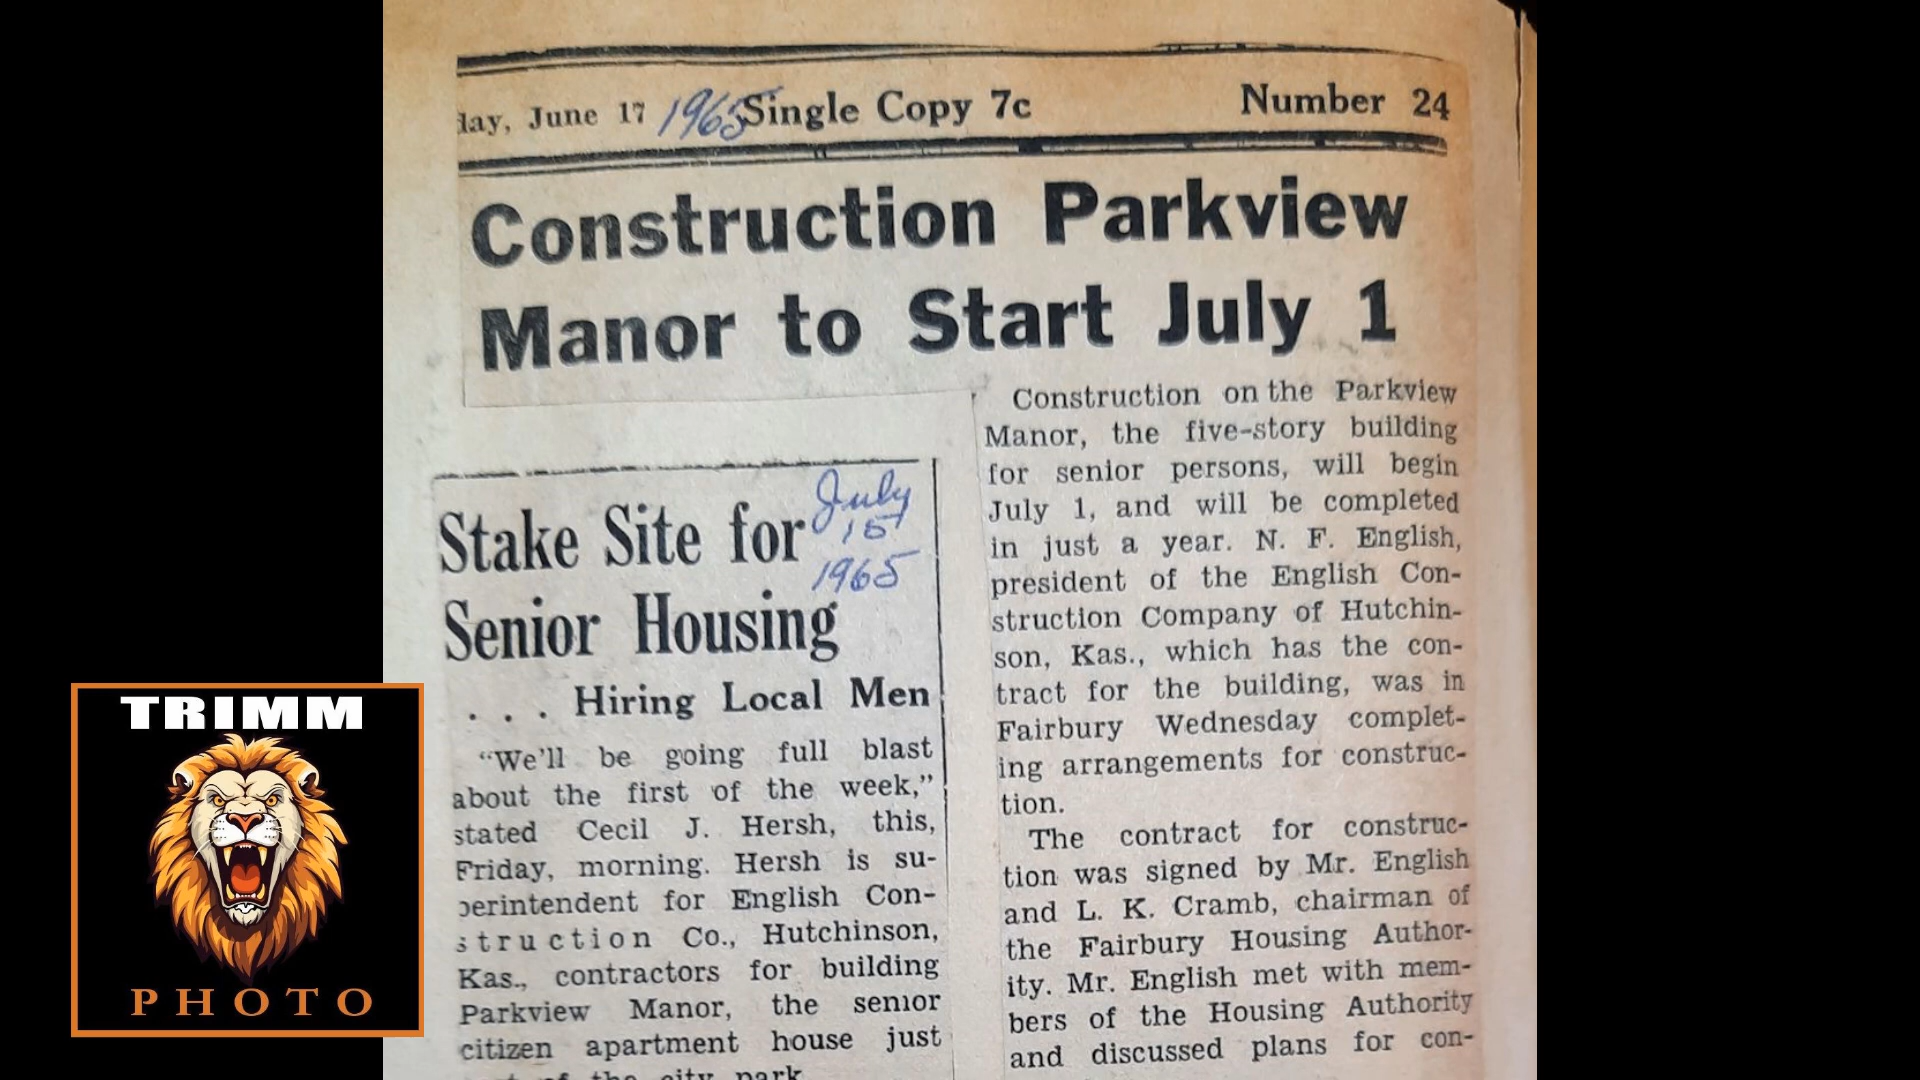 day, June 17 1965 Single Copy 7c Number 24
Construction Parkview
Manor to Start July 1
Construction on the Parkview
Manor, the five-story building
for senior persons, will begin
July 1, and will be completed
in just a year. N. F. English,
president of the English Con-
struction Company of Hutchin-
son, Kas., which has the con-
tract for the building, was in
Fairbury Wednesday complet-
ing arrangements for construc-
tion.
The contract for construc-
tion was signed by Mr. English
and L. K. Cramb, chairman of
the Fairbury Housing Author-
ity. Mr. English met with mem-
bers of the Housing Authority
and discussed plans for con-
Stake Site for
Senior Housing
July
15
1965
. . . Hiring Local Men
"We'll be going full blast
about the first of the week,"
stated Cecil J. Hersh, this,
Friday, morning. Hersh is su-
perintendent for English Con-
struction Co., Hutchinson,
Kas., contractors for building
Parkview Manor, the senior
citizen apartment house just
of the city park
TRIMM
PHOTO